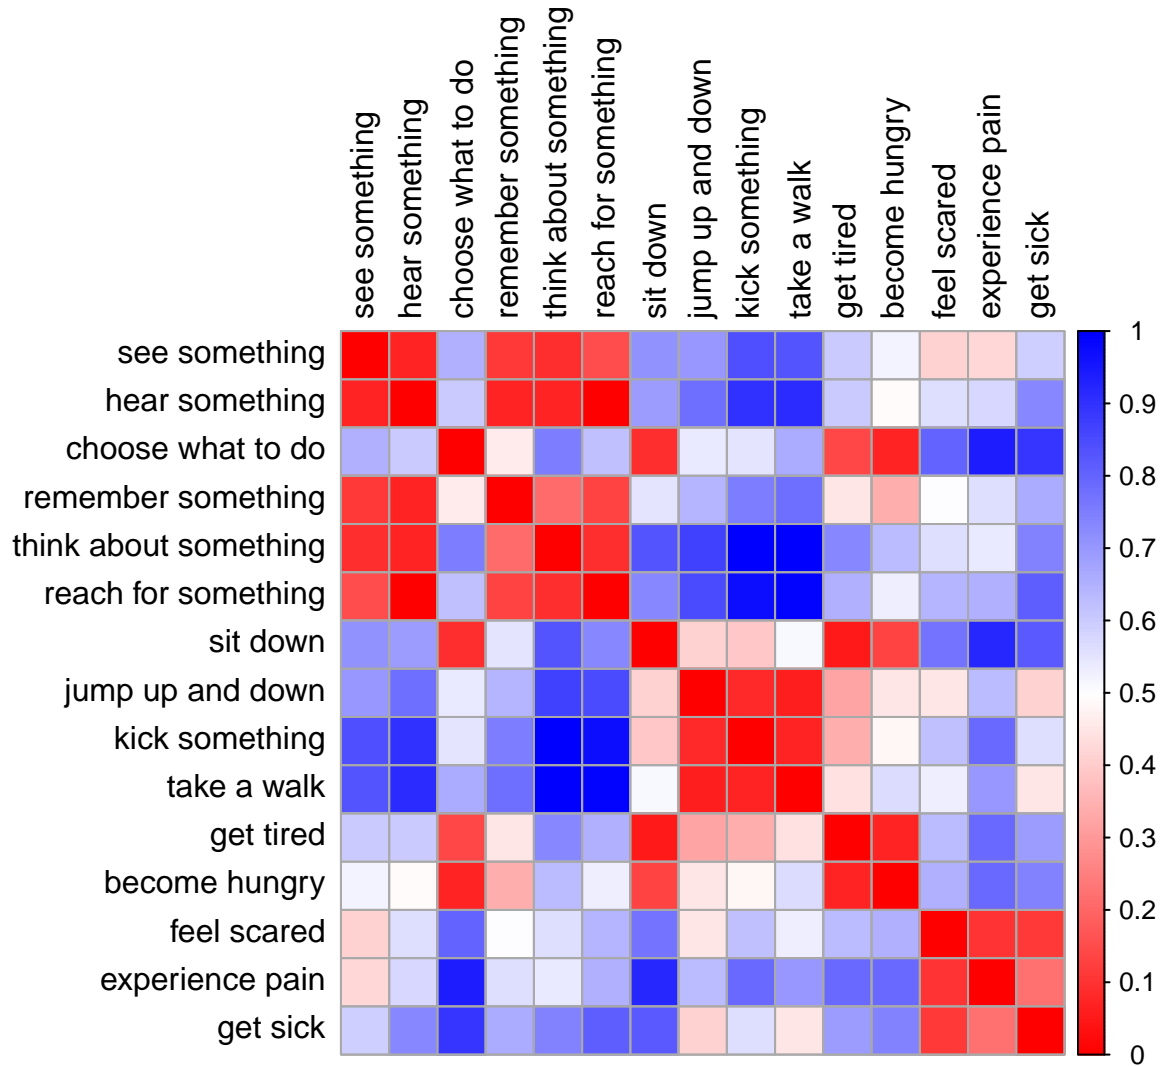 see something
hear something
choose what to do
remember something
think about something
reach for something
sit down
jump up and down
kick something
take a walk
get tired
become hungry
feel scared
experience pain
get sick
see something
hear something
choose what to do
remember something
think about something
reach for something
sit down
jump up and down
kick something
take a walk
get tired
become hungry
feel scared
experience pain
get sick
1
0.9
0.8
0.7
0.6
0.5
0.4
0.3
0.2
0.1
0